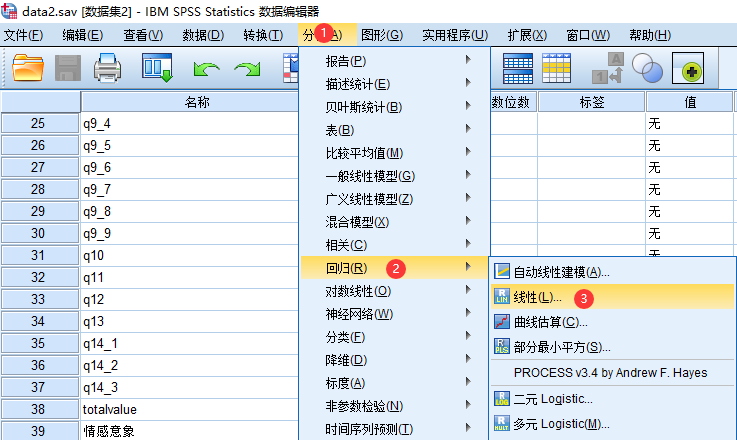 data2.sav [数据集2] - IBM SPSS Statistics 数据编辑器
文件(F) 编辑(E) 查看(V) 数据(D) 转换(T) 分 1 (A) 图形(G) 实用程序(U) 扩展(X) 窗口(W) 帮助(H)
名称 数位数 标签 值
25 q9_4 无
26 q9_5 无
27 q9_6 无
28 q9_7 无
29 q9_8 无
30 q9_9 无
31 q10 无
32 q11
33 q12
34 q13
35 q14_1
36 q14_2
37 q14_3
38 totalvalue
39 情感意象
报告(P)
描述统计(E)
贝叶斯统计(B)
表(B)
比较平均值(M)
一般线性模型(G)
广义线性模型(Z)
混合模型(X)
相关(C)
回归(R) 2
对数线性(O)
神经网络(W)
分类(F)
降维(D)
标度(A)
非参数检验(N)
时间序列预测(T)
自动线性建模(A)...
LIN 线性(L)... 3
曲线估算(C)...
PLS 部分最小平方(S)...
PROCESS v3.4 by Andrew F. Hayes
LOG 二元 Logistic...
MULT 多元 Logistic(M)...